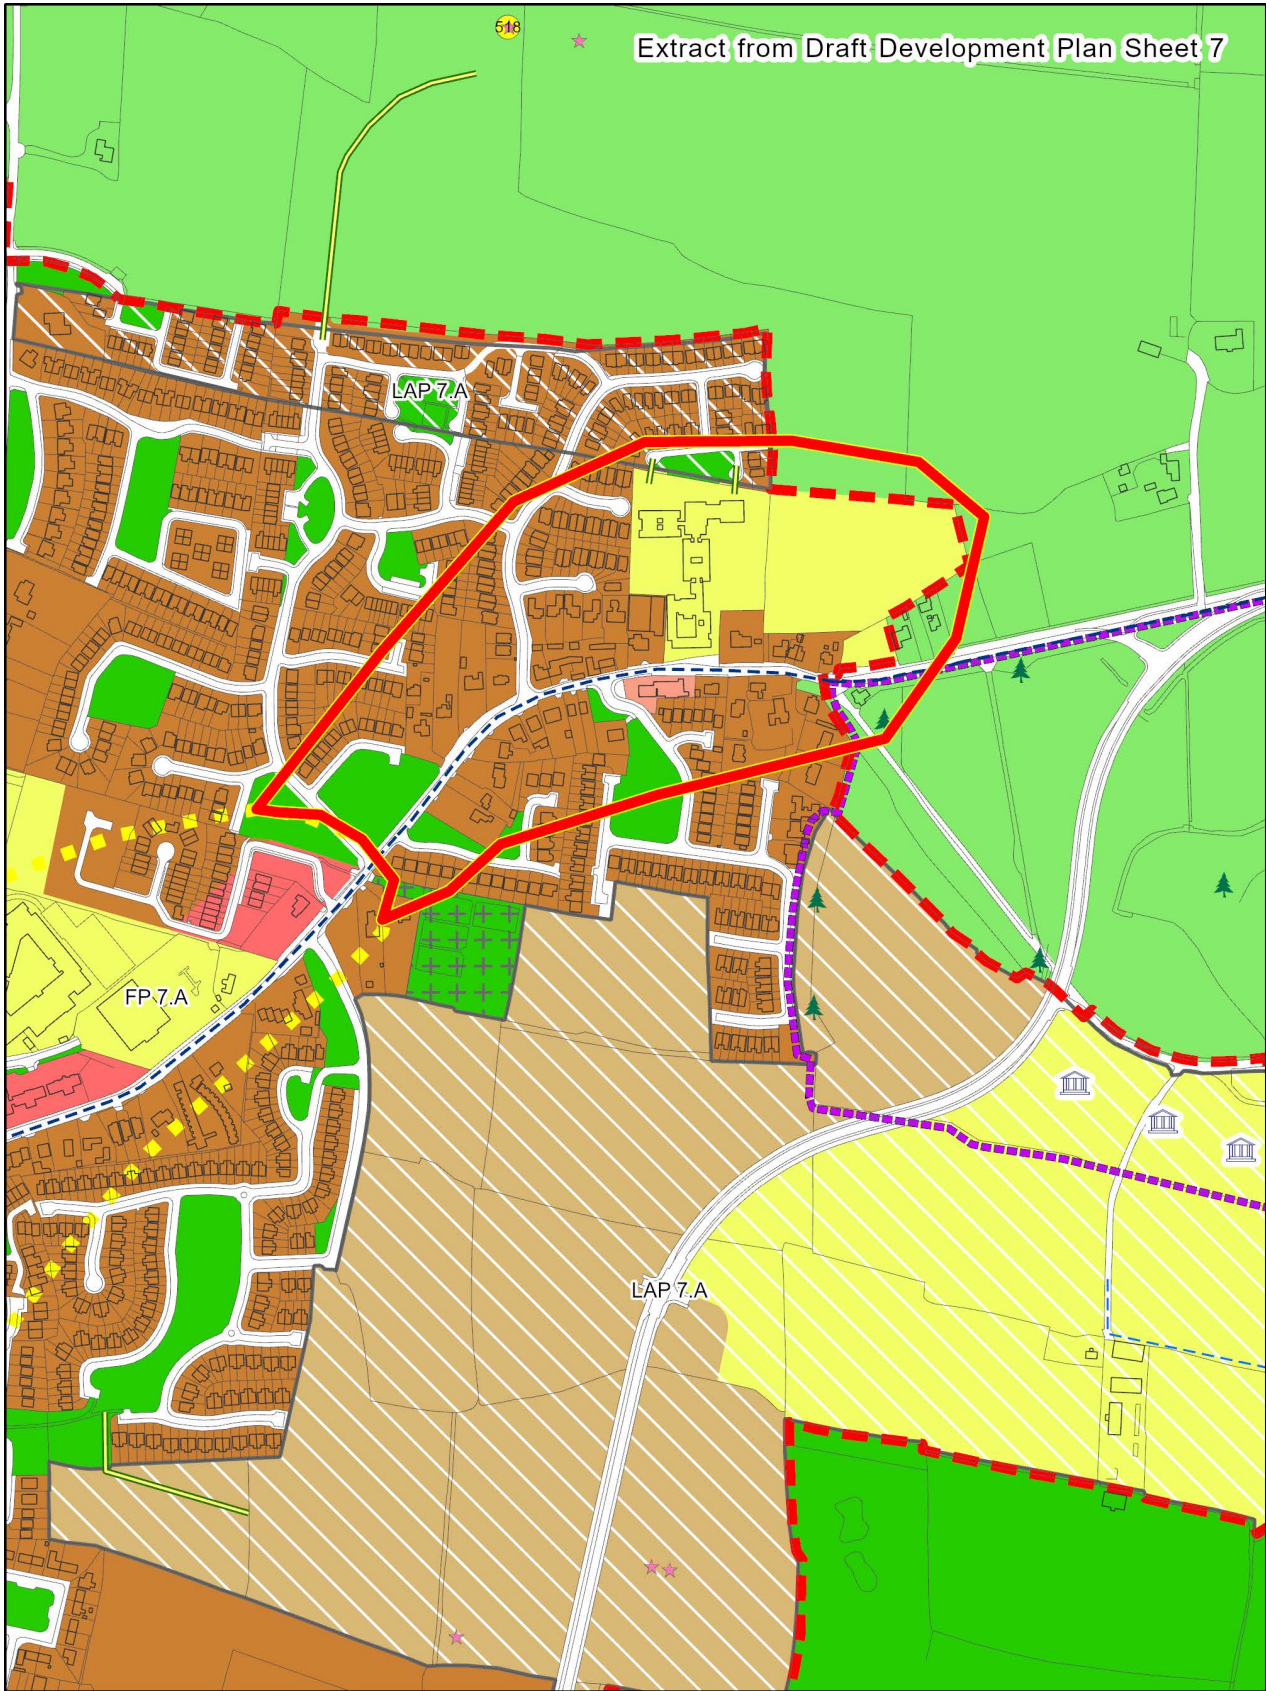 518
Extract from Draft Development Plan Sheet 7
LAP 7.A
FP 7.A
LAP 7.A